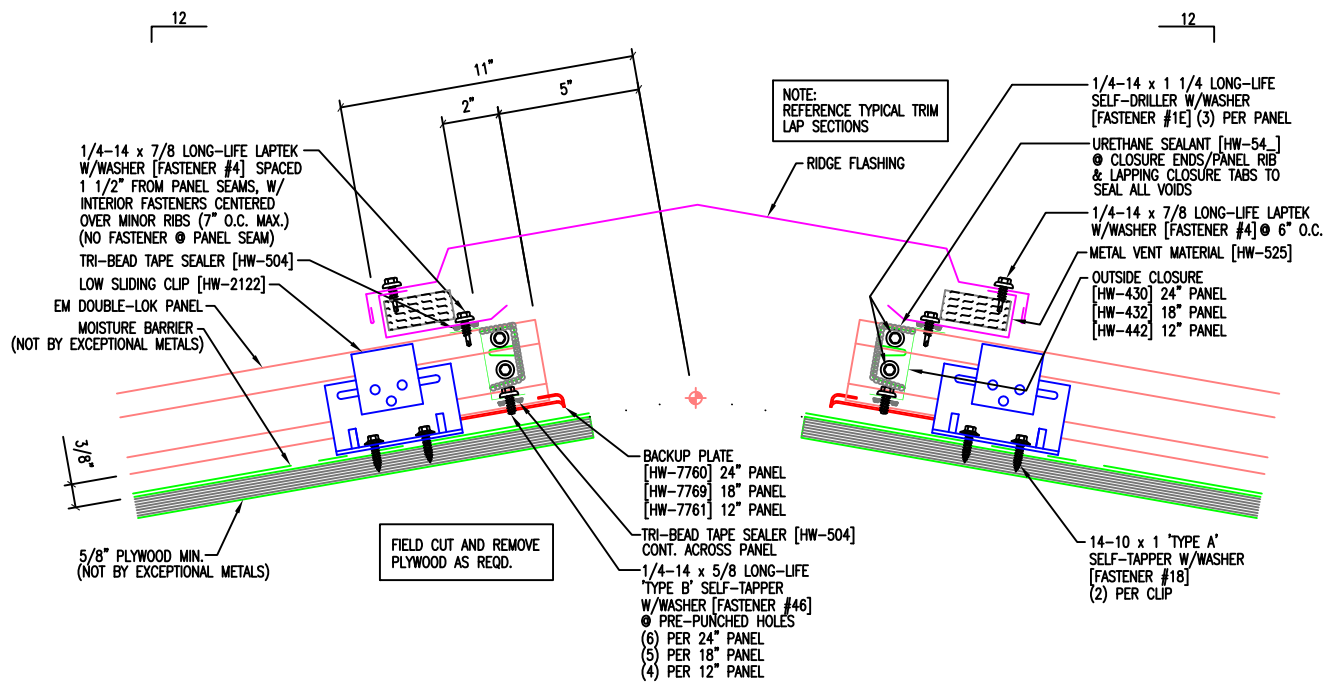 12
12
11"
2"
5"
NOTE:
REFERENCE TYPICAL TRIM
LAP SECTIONS
1/4-14 x 1 1/4 LONG-LIFE
SELF-DRILLER W/WASHER
[FASTENER #1E] (3) PER PANEL
URETHANE SEALANT [HW-54_]
@ CLOSURE ENDS/PANEL RIB
& LAPPING CLOSURE TABS TO
SEAL ALL VOIDS
1/4-14 x 7/8 LONG-LIFE LAPTEK
W/WASHER [FASTENER #4] SPACED
1 1/2" FROM PANEL SEAMS, W/
INTERIOR FASTENERS CENTERED
OVER MINOR RIBS (7" O.C. MAX.)
(NO FASTENER @ PANEL SEAM)
RIDGE FLASHING
1/4-14 x 7/8 LONG-LIFE LAPTEK
W/WASHER [FASTENER #4] @ 6" O.C.
METAL VENT MATERIAL [HW-525]
TRI-BEAD TAPE SEALER [HW-504]
LOW SLIDING CLIP [HW-2122]
EM DOUBLE-LOK PANEL
MOISTURE BARRIER
(NOT BY EXCEPTIONAL METALS)
OUTSIDE CLOSURE
[HW-430] 24" PANEL
[HW-432] 18" PANEL
[HW-442] 12" PANEL
3/8"
BACKUP PLATE
[HW-7760] 24" PANEL
[HW-7769] 18" PANEL
[HW-7761] 12" PANEL
5/8" PLYWOOD MIN.
(NOT BY EXCEPTIONAL METALS)
FIELD CUT AND REMOVE
PLYWOOD AS REQD.
TRI-BEAD TAPE SEALER [HW-504]
CONT. ACROSS PANEL
1/4-14 x 5/8 LONG-LIFE
'TYPE B' SELF-TAPPER
W/WASHER [FASTENER #46]
@ PRE-PUNCHED HOLES
(6) PER 24" PANEL
(5) PER 18" PANEL
(4) PER 12" PANEL
14-10 x 1 'TYPE A'
SELF-TAPPER W/WASHER
[FASTENER #18]
(2) PER CLIP